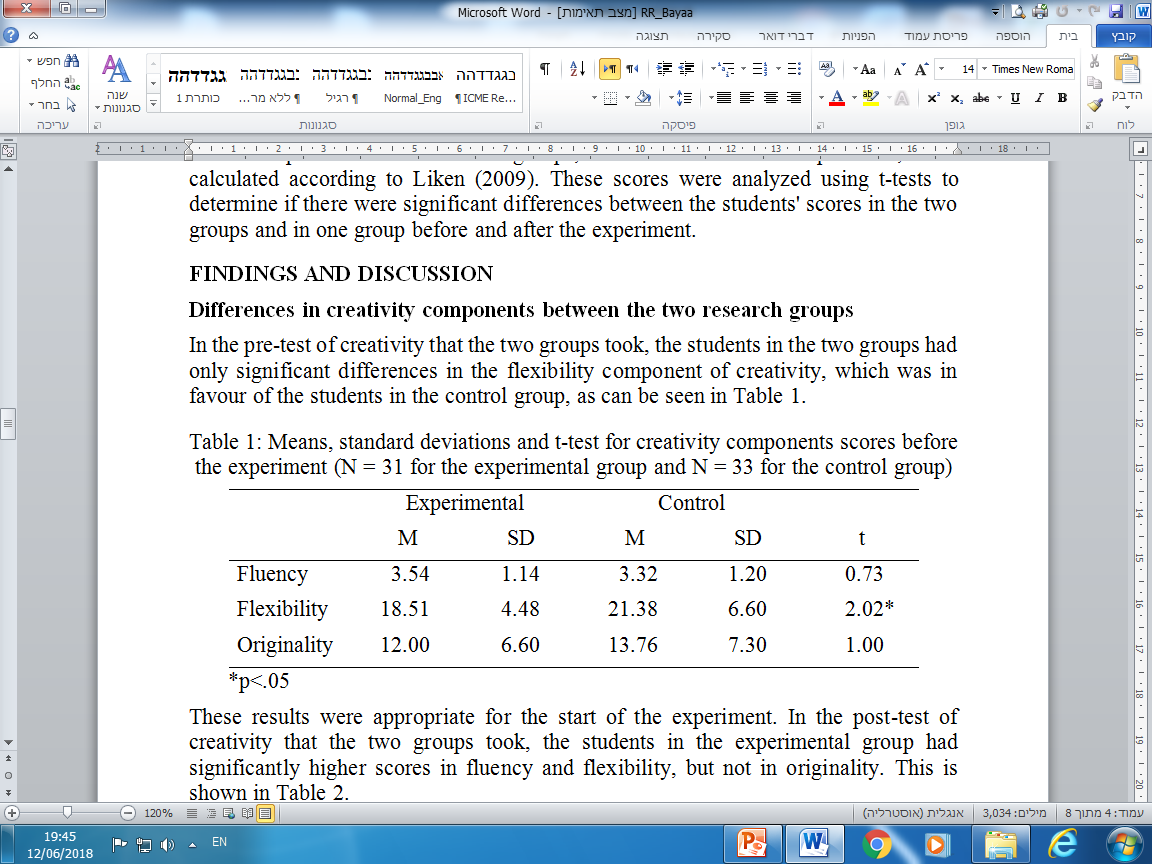 Microsoft Word - [מצב תאימות] RR_Bayaa
קובץ בית הוספה פריסת עמוד הפניות דברי דואר סקירה תצוגה
הדבק
לוח
Times New Roma 14
גופן
פיסקה
ICME Re...
Normal_Eng
רגיל
ללא מר...
כותרת 1
שנה
סגנונות
סגנונות
חפש
החלף
בחר
עריכה
calculated according to Liken (2009). These scores were analyzed using t-tests to
determine if there were significant differences between the students' scores in the two
groups and in one group before and after the experiment.
FINDINGS AND DISCUSSION
Differences in creativity components between the two research groups
In the pre-test of creativity that the two groups took, the students in the two groups had
only significant differences in the flexibility component of creativity, which was in
favour of the students in the control group, as can be seen in Table 1.
Table 1: Means, standard deviations and t-test for creativity components scores before
the experiment (N = 31 for the experimental group and N = 33 for the control group)
Experimental Control
M SD M SD t
Fluency 3.54 1.14 3.32 1.20 0.73
Flexibility 18.51 4.48 21.38 6.60 2.02*
Originality 12.00 6.60 13.76 7.30 1.00
*p<.05
These results were appropriate for the start of the experiment. In the post-test of
creativity that the two groups took, the students in the experimental group had
significantly higher scores in fluency and flexibility, but not in originality. This is
shown in Table 2.
עמוד: 4 מתוך 8 מילים: 3,034 אנגלית (אוסטרליה) 120%
EN
19:45
12/06/2018